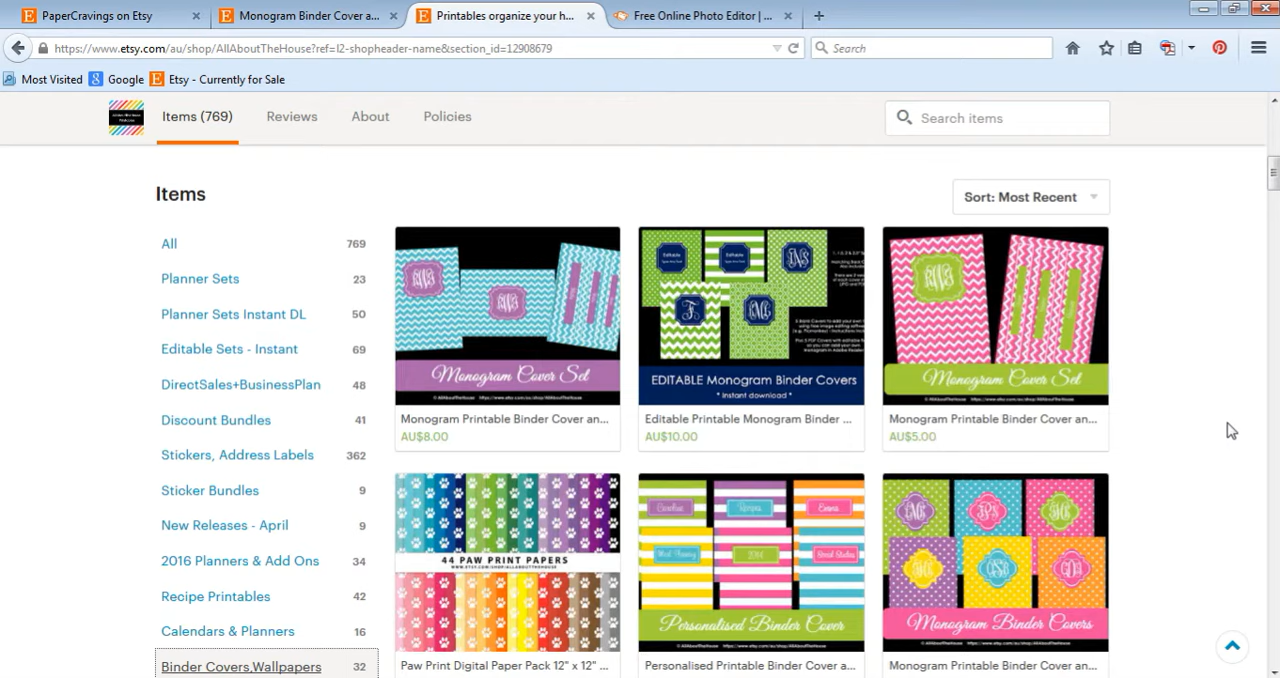 PaperCravings on Etsy
Monogram Binder Cover a...
Printables organize your h...
Free Online Photo Editor | ...
https://www.etsy.com/au/shop/AllAboutTheHouse?ref=l2-shopheader-name&section_id=12908679
Search
Most Visited Google Etsy - Currently for Sale
Items (769) Reviews About Policies
Search items
Items
Sort: Most Recent
All 769
Planner Sets 23
Planner Sets Instant DL 50
Editable Sets - Instant 69
DirectSales+BusinessPlan 48
Discount Bundles 41
Stickers, Address Labels 362
Sticker Bundles 9
New Releases - April 9
2016 Planners & Add Ons 34
Recipe Printables 42
Calendars & Planners 16
Binder Covers,Wallpapers 32
Monogram Cover Set
Monogram Printable Binder Cover an...
AU$8.00
EDITABLE Monogram Binder Covers
* Instant download *
Editable Printable Monogram Binder ...
AU$10.00
Monogram Cover Set
Monogram Printable Binder Cover an...
AU$5.00
44 PAW PRINT PAPERS
Paw Print Digital Paper Pack 12" x 12" ...
Caroline
Recipes
2014
Social Studies
Personalised Binder Cover
Personalised Printable Binder Cover a...
Monogram Binder Covers
Monogram Printable Binder Cover an...